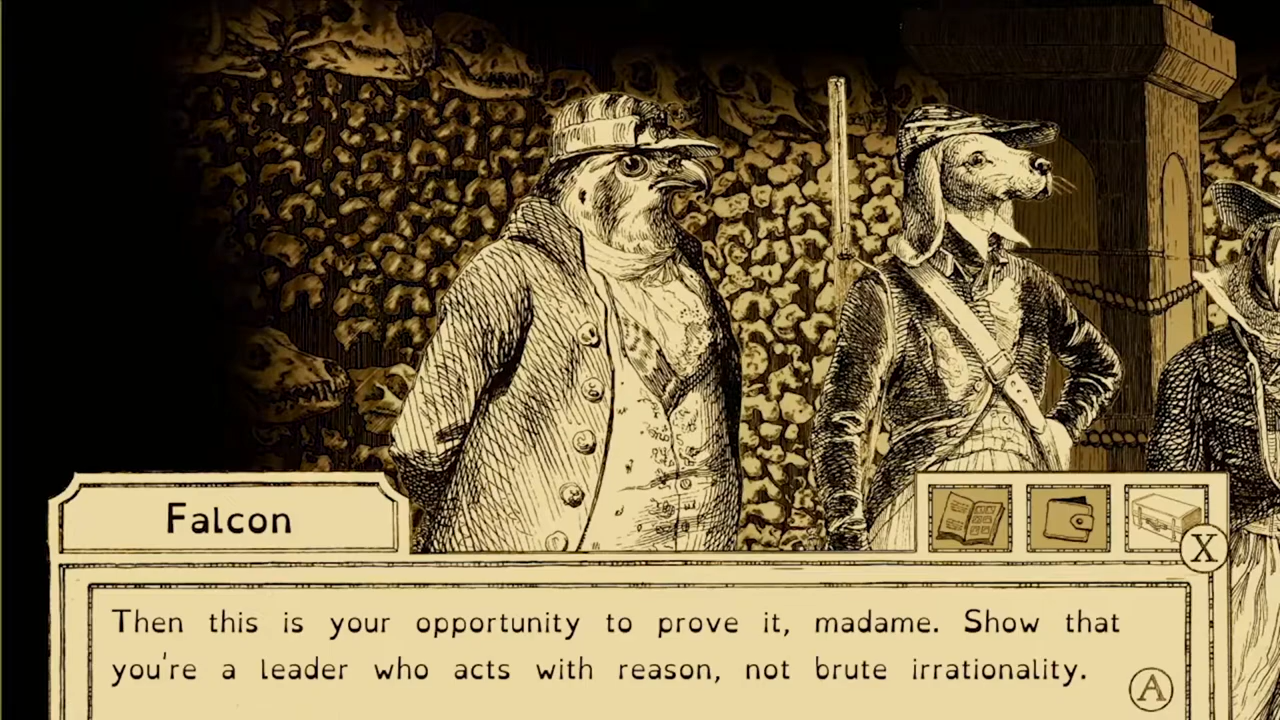 Falcon
X
Then this is your opportunity to prove it, madame. Show that
you're a leader who acts with reason, not brute irrationality.
A